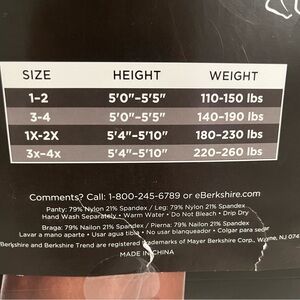 SIZE HEIGHT WEIGHT
1-2 5'0"-5'5" 110-150 lbs
3-4 5'0"-5'5" 140-190 lbs
1X-2X 5'4"-5'10" 180-230 lbs
3x-4x 5'4"-5'10" 220-260 lbs
Comments? Call: 1-800-245-6789 or eBerkshire.com
Panty: 79% Nylon 21% Spandex / Leg: 79% Nylon 21% Spandex
Hand Wash Separately • Warm Water • Do Not Bleach • Drip Dry
Braga: 79% Nylon 21% Spandex / Pierna: 79% Nylon 21% Spandex
Lavar a mano aparte • Usar agua tibia • No usar blanqueador • Colgar para secar
Berkshire and Berkshire Trend are registered trademarks of Mayer Berkshire Corp., Wayne, NJ 074
MADE IN CHINA